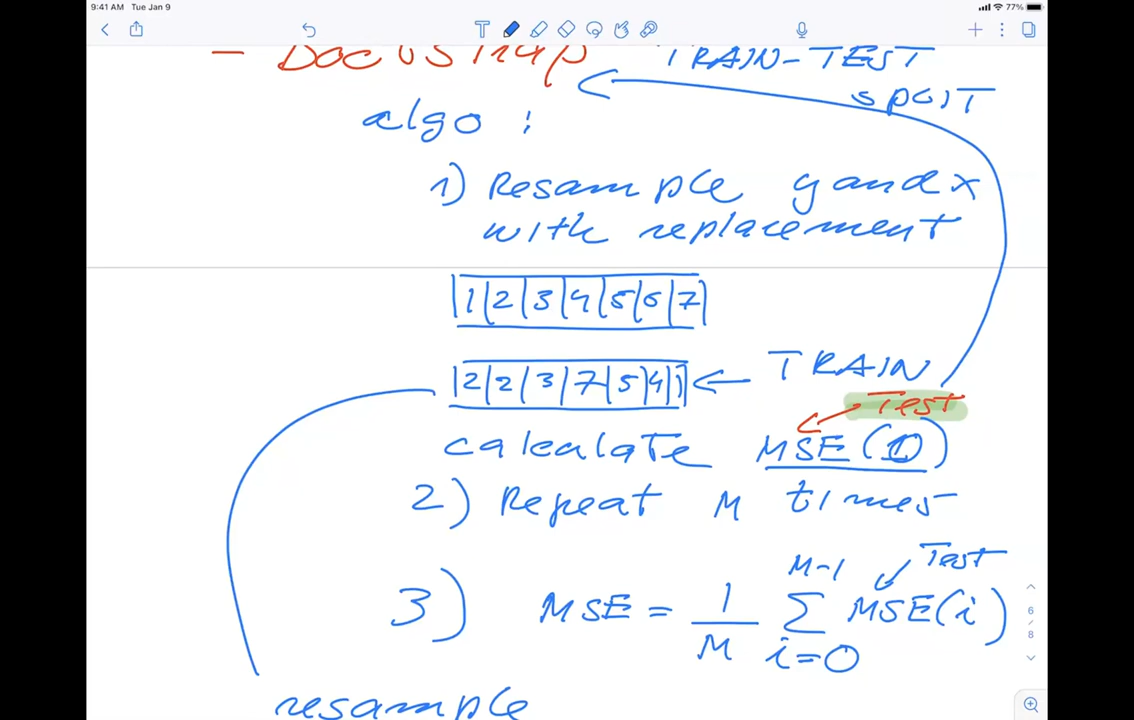 9:41 AM Tue Jan 9
77%
TRAIN-TEST
SPLIT
algo :
1) Resample y and x
with replacement
|1|2|3|4|5|6|7|
|2|2|3|7|5|4|1| ← TRAIN
Test
calculate MSE(0)
2) Repeat M times
3) MSE = 1/M M-1 Σ i=0 MSE(i)
Test
6
/
8
resample